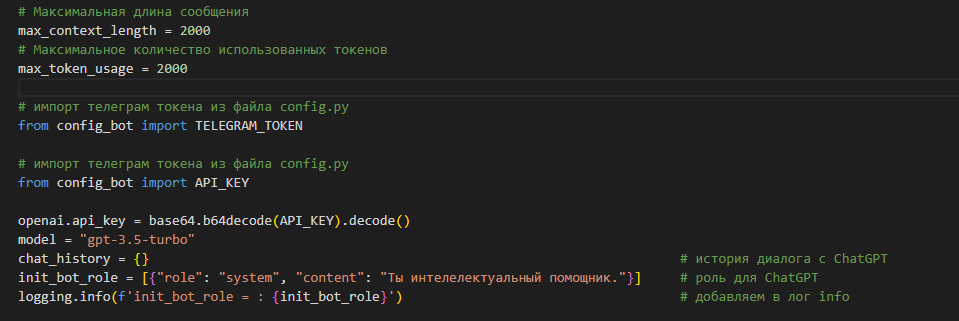 # Максимальная длина сообщения
max_context_length = 2000
# Максимальное количество использованных токенов
max_token_usage = 2000
# импорт телеграм токена из файла config.py
from config_bot import TELEGRAM_TOKEN
# импорт телеграм токена из файла config.py
from config_bot import API_KEY
openai.api_key = base64.b64decode(API_KEY).decode()
model = "gpt-3.5-turbo"
chat_history = {} # история диалога с ChatGPT
init_bot_role = [{"role": "system", "content": "Ты интелелектуальный помощник."}] # роль для ChatGPT
logging.info(f'init_bot_role = : {init_bot_role}') # добавляем в лог info